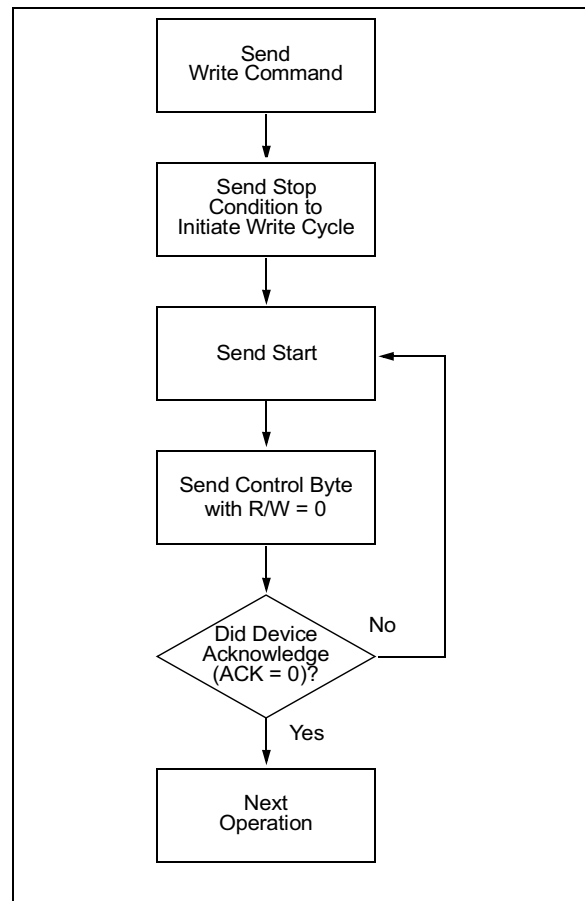 Send
Write Command
Send Stop
Condition to
Initiate Write Cycle
Send Start
Send Control Byte
with R/W = 0
Did Device
Acknowledge
(ACK = 0)?
No
Yes
Next
Operation